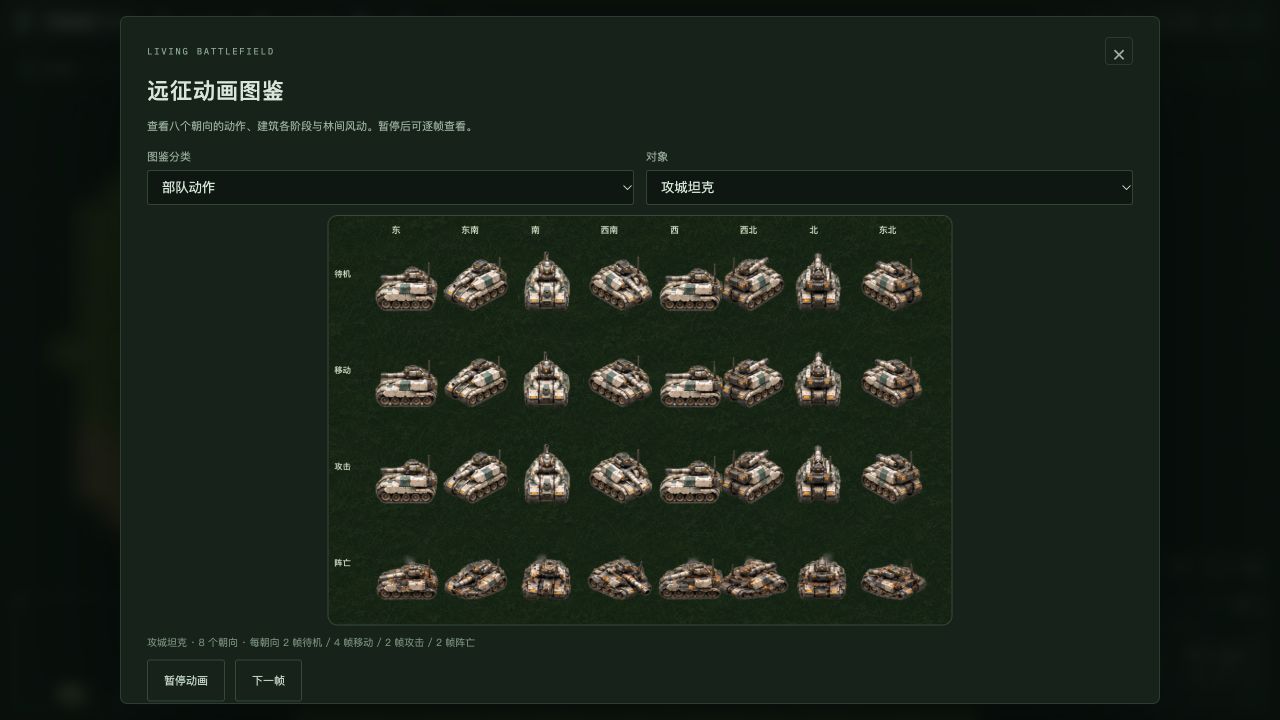 LIVING BATTLEFIELD
远征动画图鉴
查看八个朝向的动作、建筑各阶段与林间风动。暂停后可逐帧查看。
图鉴分类
对象
部队动作
攻城坦克
东 东南 南 西南 西 西北 北 东北
待机
移动
攻击
阵亡
攻城坦克 · 8 个朝向 · 每朝向 2 帧待机 / 4 帧移动 / 2 帧攻击 / 2 帧阵亡
暂停动画
下一帧